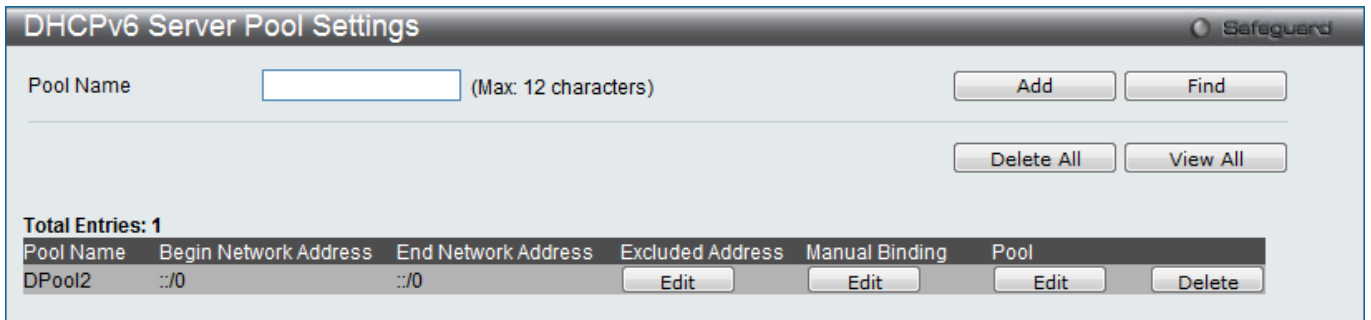 DHCPv6 Server Pool Settings
Safeguard
Pool Name (Max: 12 characters) Add Find
Delete All View All
Total Entries: 1
Pool Name Begin Network Address End Network Address Excluded Address Manual Binding Pool
DPool2 ::/0 ::/0 Edit Edit Edit Delete